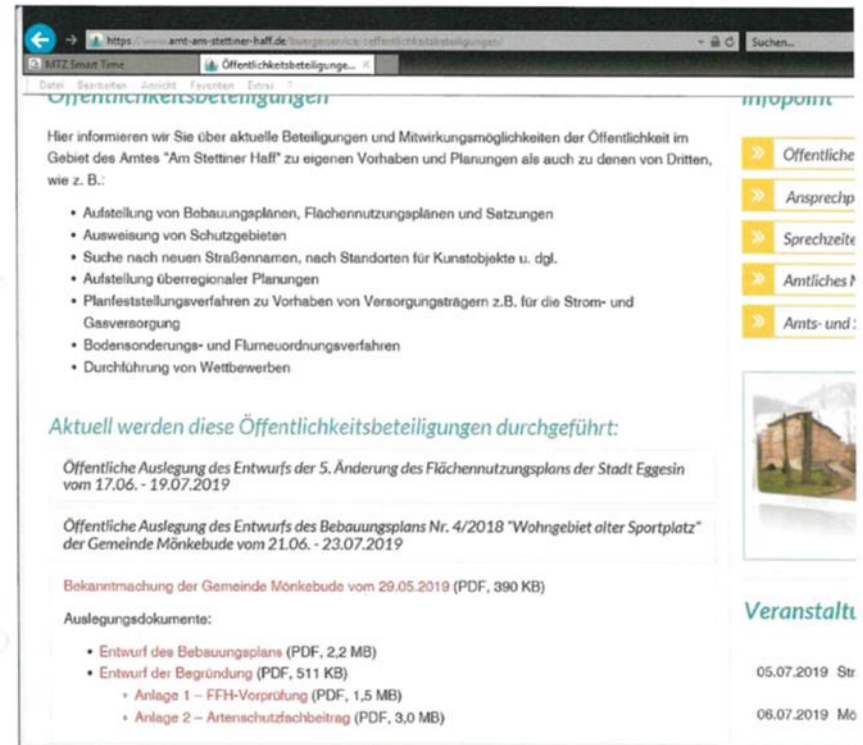 https://www.amt-am-stettiner-haff.de/buergerservice/oeffentlichkeitsbeteiligungen/
Suchen...
MTZ Smart Time
Öffentlichkeitsbeteiligunge...
Datei Bearbeiten Ansicht Favoriten Extras ?
Öffentlichkeitsbeteiligungen
Hier informieren wir Sie über aktuelle Beteiligungen und Mitwirkungsmöglichkeiten der Öffentlichkeit im
Gebiet des Amtes "Am Stettiner Haff" zu eigenen Vorhaben und Planungen als auch zu denen von Dritten,
wie z. B.:
• Aufstellung von Bebauungsplänen, Flächennutzungsplänen und Satzungen
• Ausweisung von Schutzgebieten
• Suche nach neuen Straßennamen, nach Standorten für Kunstobjekte u. dgl.
• Aufstellung überregionaler Planungen
• Planfeststellungsverfahren zu Vorhaben von Versorgungsträgern z.B. für die Strom- und
Gasversorgung
• Bodensonderungs- und Flurneuordnungsverfahren
• Durchführung von Wettbewerben
Aktuell werden diese Öffentlichkeitsbeteiligungen durchgeführt:
Öffentliche Auslegung des Entwurfs der 5. Änderung des Flächennutzungsplans der Stadt Eggesin
vom 17.06. - 19.07.2019
Öffentliche Auslegung des Entwurfs des Bebauungsplans Nr. 4/2018 "Wohngebiet alter Sportplatz"
der Gemeinde Mönkebude vom 21.06. - 23.07.2019
Bekanntmachung der Gemeinde Mönkebude vom 29.05.2019 (PDF, 390 KB)
Auslegungsdokumente:
• Entwurf des Bebauungsplans (PDF, 2,2 MB)
• Entwurf der Begründung (PDF, 511 KB)
◦ Anlage 1 – FFH-Vorprüfung (PDF, 1,5 MB)
◦ Anlage 2 – Artenschutzfachbeitrag (PDF, 3,0 MB)
Infopoint
Öffentliche
Ansprechp
Sprechzeite
Amtliches
Amts- und
Veranstaltu
05.07.2019 Str
06.07.2019 Mö